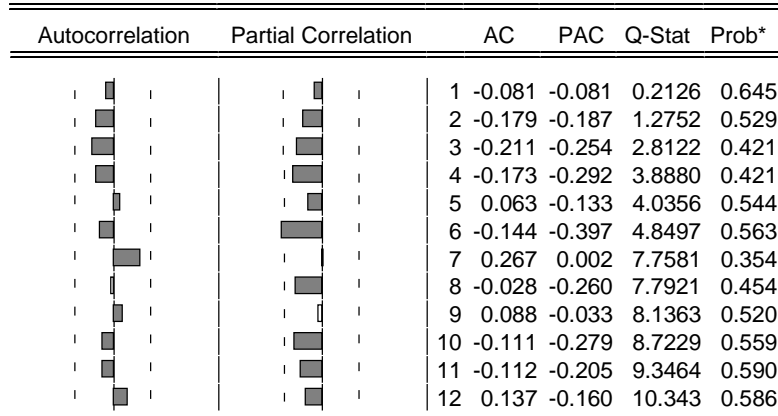 Autocorrelation Partial Correlation AC PAC Q-Stat Prob*
1 -0.081 -0.081 0.2126 0.645
2 -0.179 -0.187 1.2752 0.529
3 -0.211 -0.254 2.8122 0.421
4 -0.173 -0.292 3.8880 0.421
5 0.063 -0.133 4.0356 0.544
6 -0.144 -0.397 4.8497 0.563
7 0.267 0.002 7.7581 0.354
8 -0.028 -0.260 7.7921 0.454
9 0.088 -0.033 8.1363 0.520
10 -0.111 -0.279 8.7229 0.559
11 -0.112 -0.205 9.3464 0.590
12 0.137 -0.160 10.343 0.586